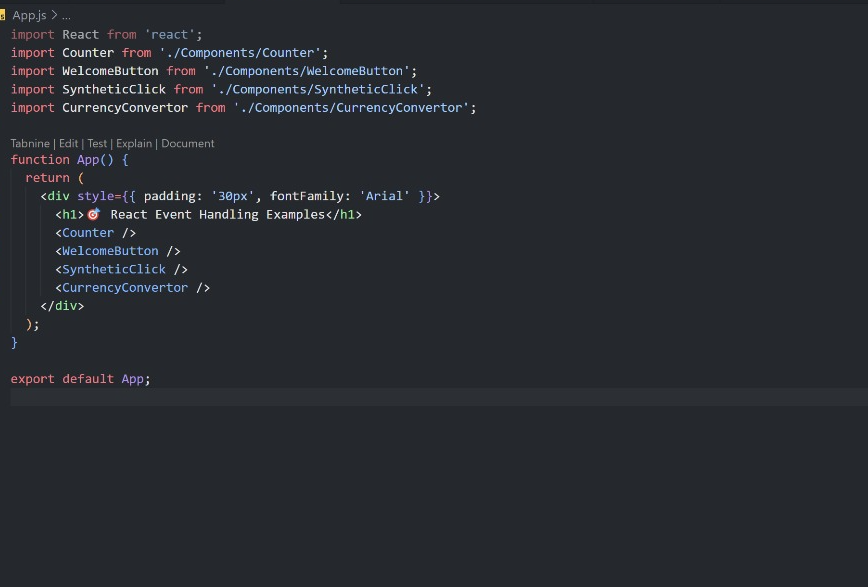 App.js > ...
import React from 'react';
import Counter from './Components/Counter';
import WelcomeButton from './Components/WelcomeButton';
import SyntheticClick from './Components/SyntheticClick';
import CurrencyConvertor from './Components/CurrencyConvertor';
Tabnine | Edit | Test | Explain | Document
function App() {
  return (
    <div style={{ padding: '30px', fontFamily: 'Arial' }}>
      <h1>🎯 React Event Handling Examples</h1>
      <Counter />
      <WelcomeButton />
      <SyntheticClick />
      <CurrencyConvertor />
    </div>
  );
}
export default App;